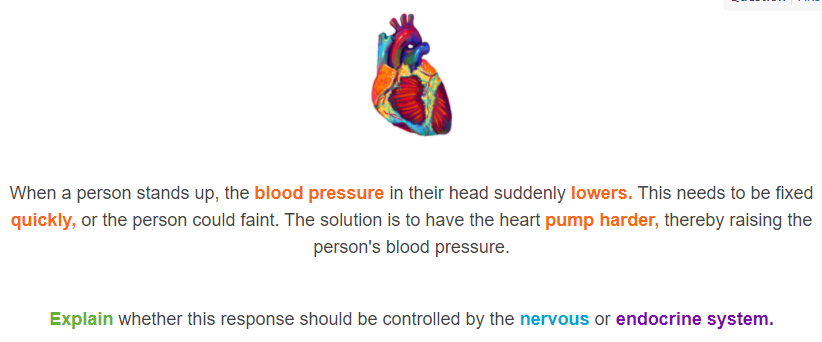 When a person stands up, the blood pressure in their head suddenly lowers. This needs to be fixed
quickly, or the person could faint. The solution is to have the heart pump harder, thereby raising the
person's blood pressure.
Explain whether this response should be controlled by the nervous or endocrine system.